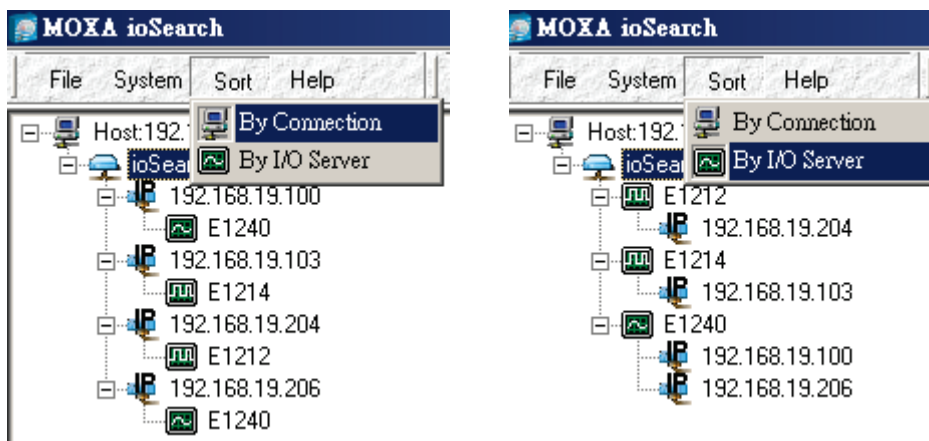 MOXA ioSearch
File System Sort Help
By Connection
By I/O Server
Host:192.
ioSea
192.168.19.100
E1240
192.168.19.103
E1214
192.168.19.204
E1212
192.168.19.206
E1240
MOXA ioSearch
File System Sort Help
By Connection
By I/O Server
Host:192.
ioSea
E1212
192.168.19.204
E1214
192.168.19.103
E1240
192.168.19.100
192.168.19.206